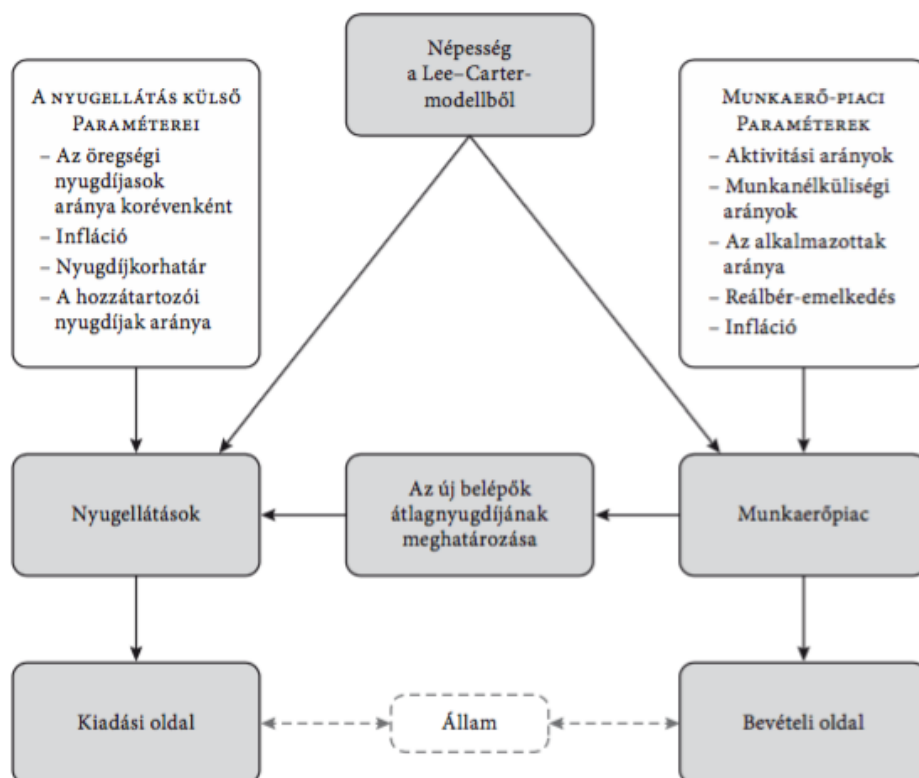 Népesség
a Lee–Carter-
modellből
A NYUGELLÁTÁS KÜLSŐ
PARAMÉTEREI
– Az öregségi
nyugdíjasok
aránya korévenként
– Infláció
– Nyugdíjkorhatár
– A hozzátartozói
nyugdíjak aránya
MUNKAERŐ-PIACI
PARAMÉTEREK
– Aktivitási arányok
– Munkanélküliségi
arányok
– Az alkalmazottak
aránya
– Reálbér-emelkedés
– Infláció
Nyugellátások
Az új belépők
átlagnyugdíjának
meghatározása
Munkaerőpiac
Kiadási oldal
Állam
Bevételi oldal